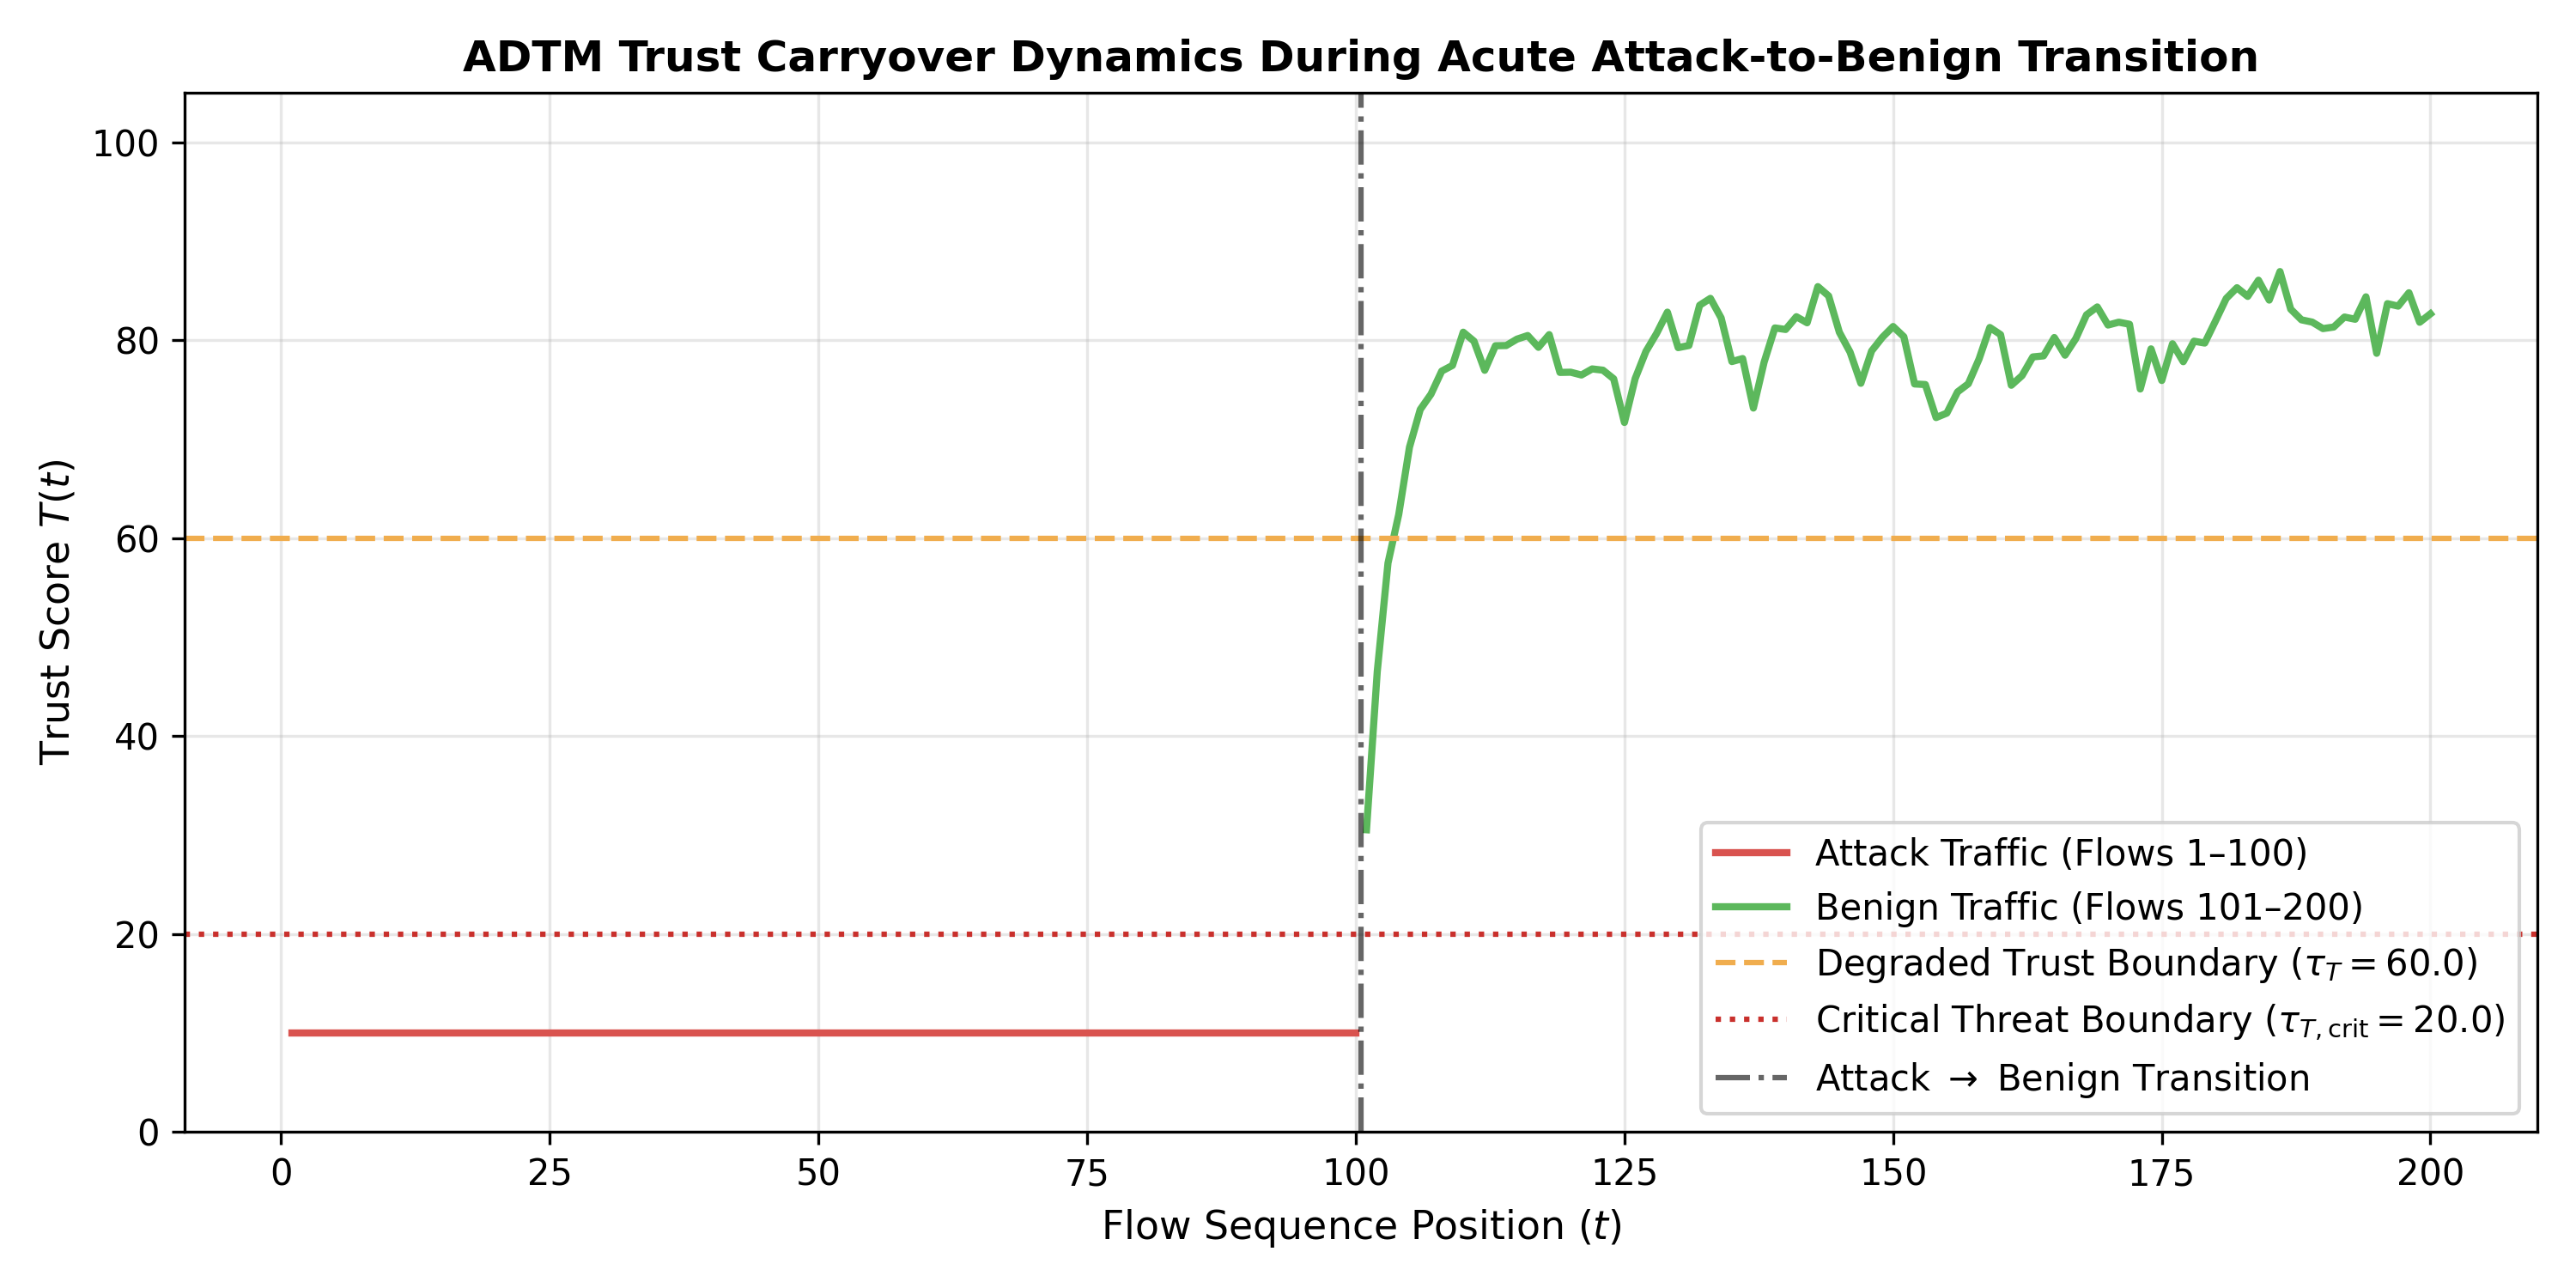 ADTM Trust Carryover Dynamics During Acute Attack-to-Benign Transition
Trust Score T(t)
100
80
60
40
20
0
Attack Traffic (Flows 1–100)
Benign Traffic (Flows 101–200)
Degraded Trust Boundary (τ_T = 60.0)
Critical Threat Boundary (τ_T,crit = 20.0)
Attack → Benign Transition
0 25 50 75 100 125 150 175 200
Flow Sequence Position (t)